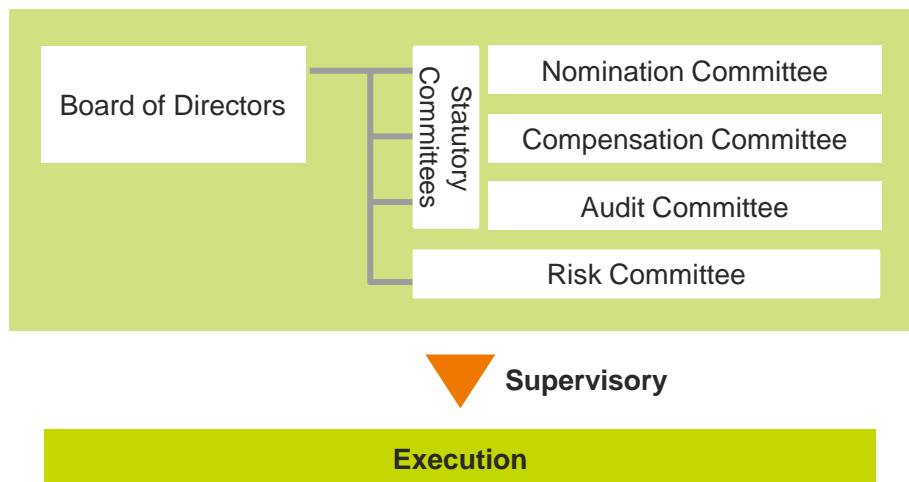 Board of Directors
Statutory
Committees
Nomination Committee
Compensation Committee
Audit Committee
Risk Committee
Supervisory
Execution